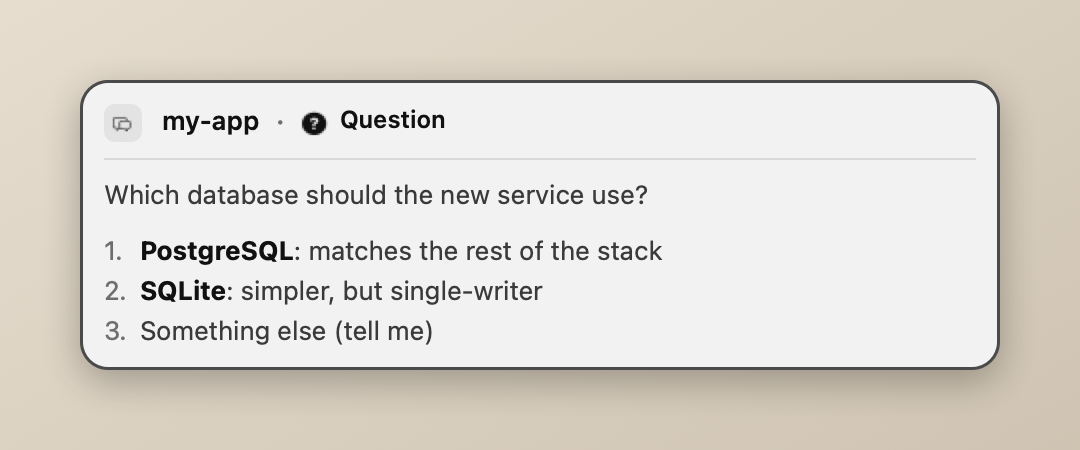 my-app · Question
Which database should the new service use?
1. PostgreSQL: matches the rest of the stack
2. SQLite: simpler, but single-writer
3. Something else (tell me)